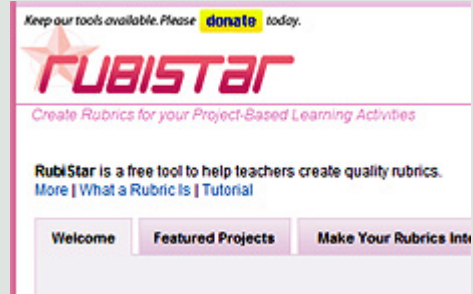 Keep our tools available. Please donate today.
RUBISTAR
Create Rubrics for your Project-Based Learning Activities
RubiStar is a free tool to help teachers create quality rubrics.
More | What a Rubric Is | Tutorial
Welcome Featured Projects Make Your Rubrics Inte